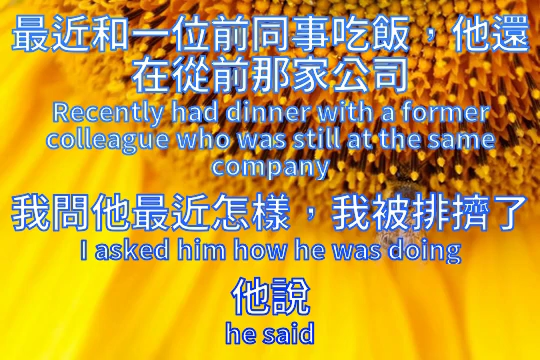 最近和一位前同事吃飯，他還
在從前那家公司
Recently had dinner with a former
colleague who was still at the same
company
我問他最近怎樣，我被排擠了
I asked him how he was doing
他說
he said